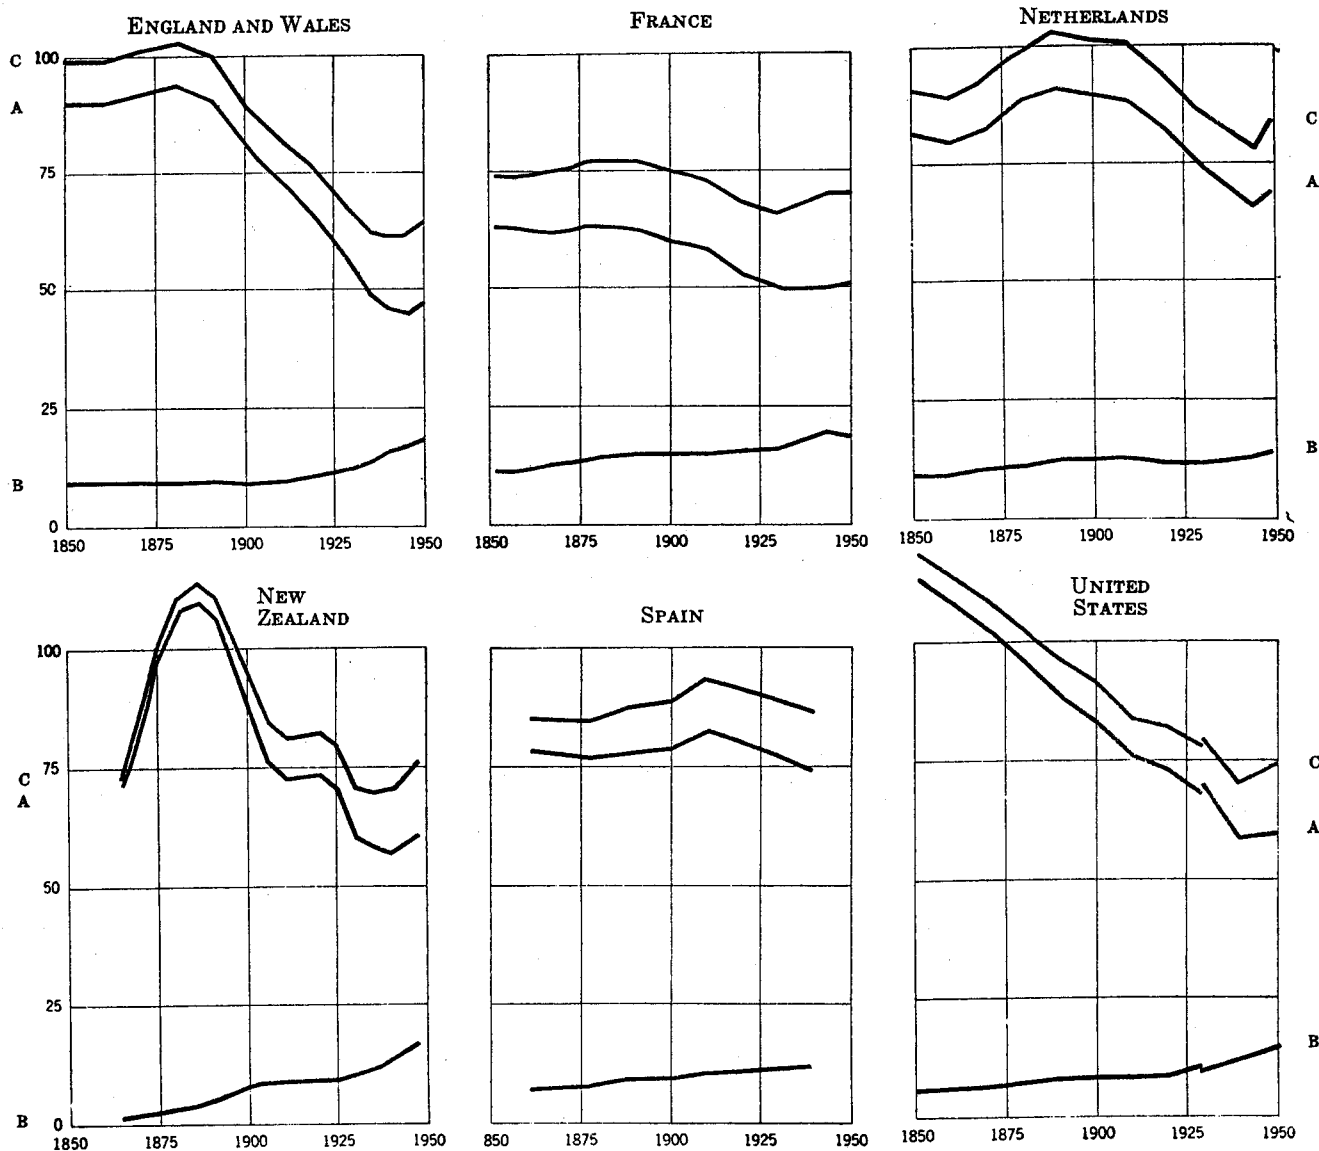 ENGLAND AND WALES
FRANCE
NETHERLANDS
C 100
A
75
50
25
B
0
1850 1875 1900 1925 1950
1850 1875 1900 1925 1950
C
A
B
1850 1875 1900 1925 1950
NEW
ZEALAND
SPAIN
UNITED
STATES
100
75
C
A
50
25
B 0
1850 1875 1900 1925 1950
850 1875 1900 1925 1950
C
A
B
1850 1875 1900 1925 1950